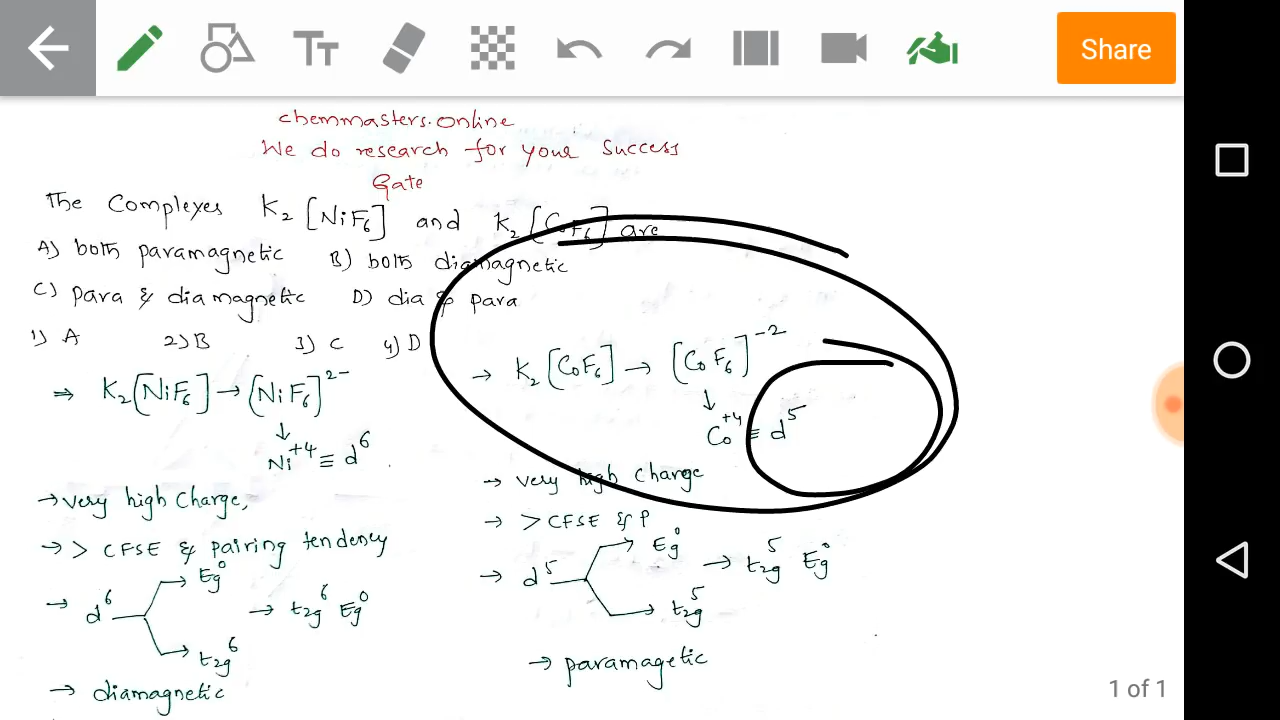 Share
chemmasters.online
We do research for your Success
Gate
The Complexes K₂[NiF₆] and K₂[CoF₆] are
A) both paramagnetic B) both diamagnetic
C) para & diamagnetic D) dia & para
1) A 2) B 3) C 4) D
⇒ K₂[NiF₆] → [NiF₆]²⁻
↓
Ni⁺⁴ ≡ d⁶
→ very high Charge,
→ > CFSE & pairing tendency
→ d⁶ → Eg⁰ → t₂g⁶ Eg⁰
→ t₂g⁶
→ diamagnetic
→ K₂[CoF₆] → [CoF₆]⁻²
↓
Co⁺⁴ ≡ d⁵
→ very high Charge
→ > CFSE & P
→ d⁵ → Eg⁰ → t₂g⁵ Eg⁰
→ t₂g⁵
→ paramagetic
1 of 1